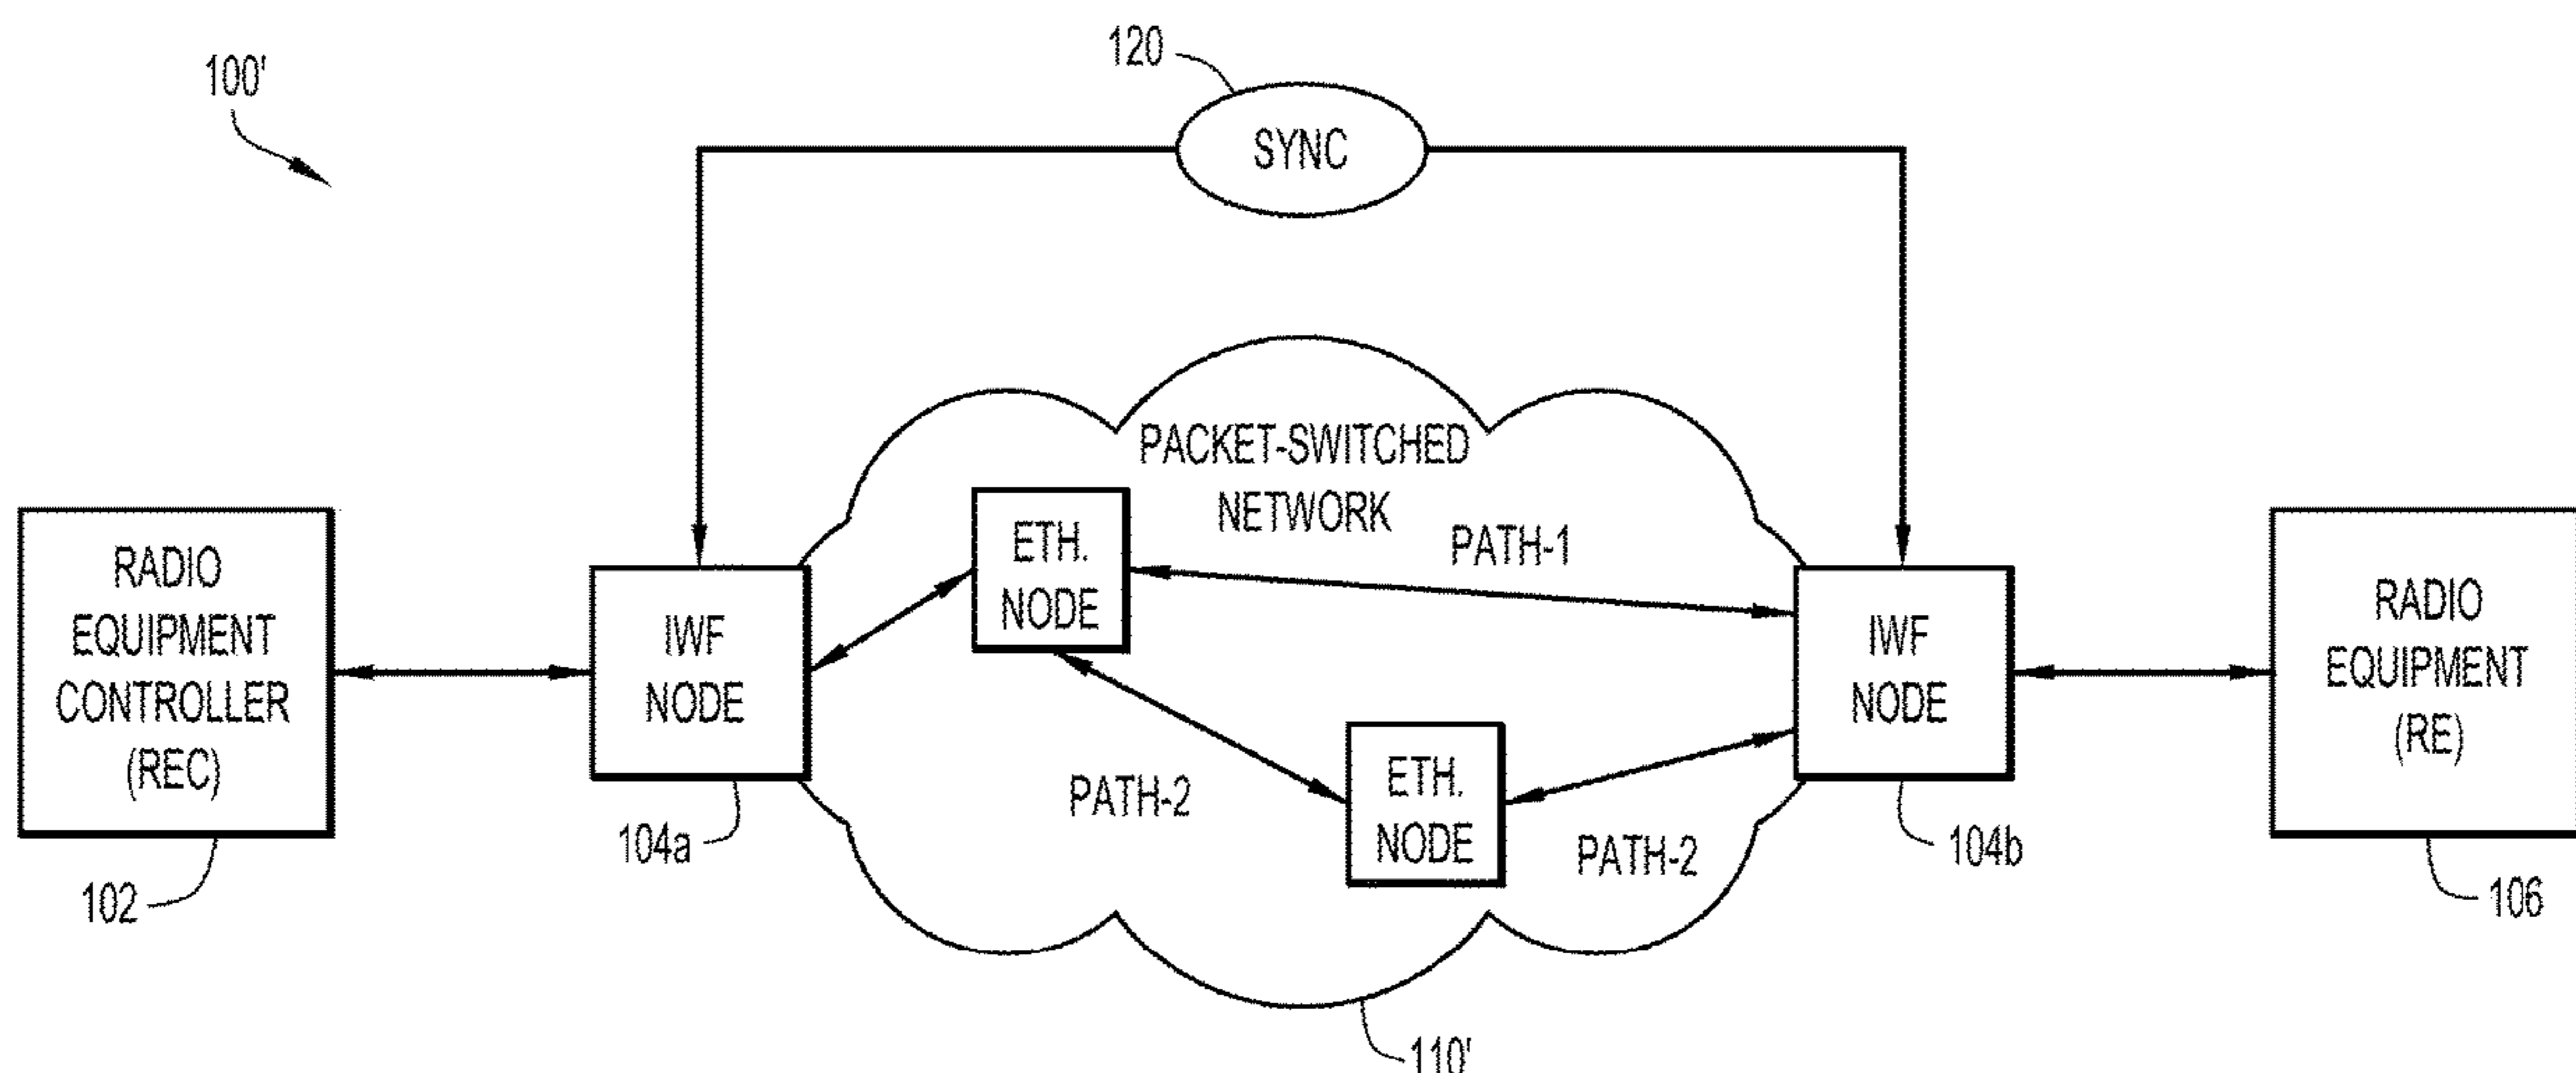 120
100'
SYNC
PACKET-SWITCHED
NETWORK
RADIO
EQUIPMENT
CONTROLLER
(REC)
IWF
NODE
ETH.
NODE
PATH-1
IWF
NODE
RADIO
EQUIPMENT
(RE)
PATH-2
ETH.
NODE
PATH-2
102
104a
104b
106
110'